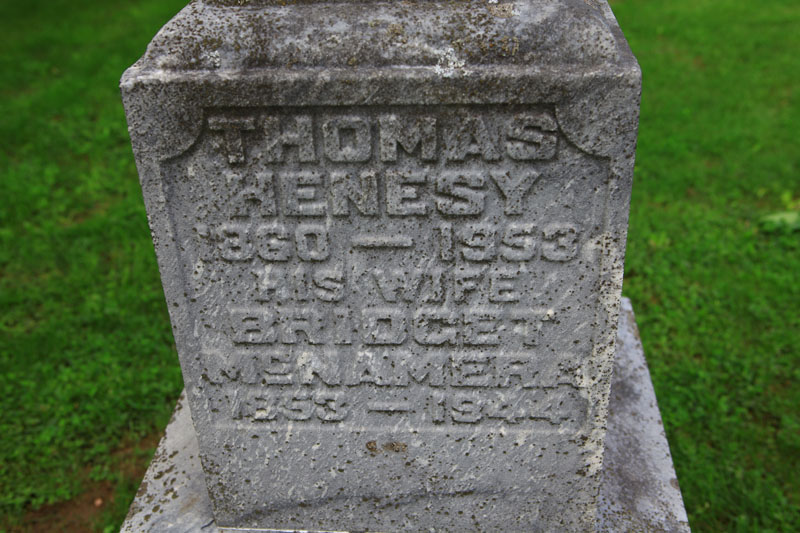 THOMAS
HENESY
1860 — 1953
HIS WIFE
BRIDGET
McNAMERA
1853 — 1944